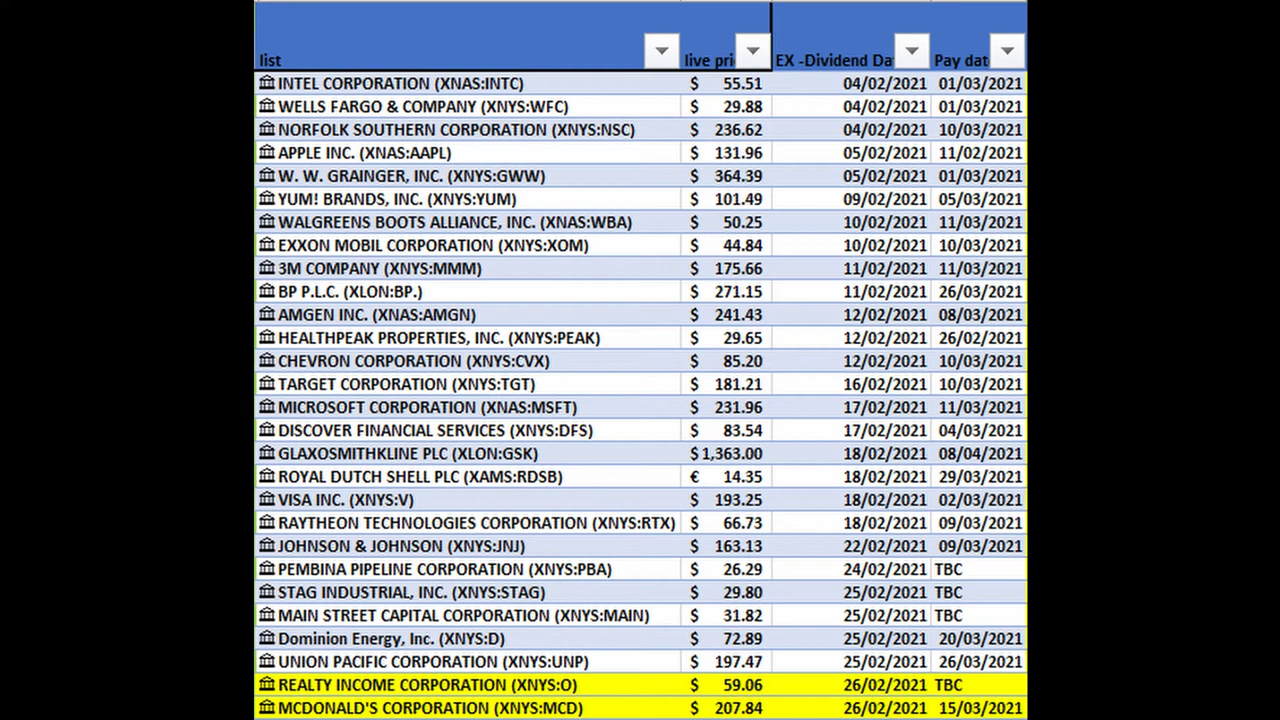 list live pri EX -Dividend Da Pay dat
INTEL CORPORATION (XNAS:INTC) $ 55.51 04/02/2021 01/03/2021
WELLS FARGO & COMPANY (XNYS:WFC) $ 29.88 04/02/2021 01/03/2021
NORFOLK SOUTHERN CORPORATION (XNYS:NSC) $ 236.62 04/02/2021 10/03/2021
APPLE INC. (XNAS:AAPL) $ 131.96 05/02/2021 11/02/2021
W. W. GRAINGER, INC. (XNYS:GWW) $ 364.39 05/02/2021 01/03/2021
YUM! BRANDS, INC. (XNYS:YUM) $ 101.49 09/02/2021 05/03/2021
WALGREENS BOOTS ALLIANCE, INC. (XNAS:WBA) $ 50.25 10/02/2021 11/03/2021
EXXON MOBIL CORPORATION (XNYS:XOM) $ 44.84 10/02/2021 10/03/2021
3M COMPANY (XNYS:MMM) $ 175.66 11/02/2021 11/03/2021
BP P.L.C. (XLON:BP.) $ 271.15 11/02/2021 26/03/2021
AMGEN INC. (XNAS:AMGN) $ 241.43 12/02/2021 08/03/2021
HEALTHPEAK PROPERTIES, INC. (XNYS:PEAK) $ 29.65 12/02/2021 26/02/2021
CHEVRON CORPORATION (XNYS:CVX) $ 85.20 12/02/2021 10/03/2021
TARGET CORPORATION (XNYS:TGT) $ 181.21 16/02/2021 10/03/2021
MICROSOFT CORPORATION (XNAS:MSFT) $ 231.96 17/02/2021 11/03/2021
DISCOVER FINANCIAL SERVICES (XNYS:DFS) $ 83.54 17/02/2021 04/03/2021
GLAXOSMITHKLINE PLC (XLON:GSK) $ 1,363.00 18/02/2021 08/04/2021
ROYAL DUTCH SHELL PLC (XAMS:RDSB) € 14.35 18/02/2021 29/03/2021
VISA INC. (XNYS:V) $ 193.25 18/02/2021 02/03/2021
RAYTHEON TECHNOLOGIES CORPORATION (XNYS:RTX) $ 66.73 18/02/2021 09/03/2021
JOHNSON & JOHNSON (XNYS:JNJ) $ 163.13 22/02/2021 09/03/2021
PEMBINA PIPELINE CORPORATION (XNYS:PBA) $ 26.29 24/02/2021 TBC
STAG INDUSTRIAL, INC. (XNYS:STAG) $ 29.80 25/02/2021 TBC
MAIN STREET CAPITAL CORPORATION (XNYS:MAIN) $ 31.82 25/02/2021 TBC
Dominion Energy, Inc. (XNYS:D) $ 72.89 25/02/2021 20/03/2021
UNION PACIFIC CORPORATION (XNYS:UNP) $ 197.47 25/02/2021 26/03/2021
REALTY INCOME CORPORATION (XNYS:O) $ 59.06 26/02/2021 TBC
MCDONALD'S CORPORATION (XNYS:MCD) $ 207.84 26/02/2021 15/03/2021